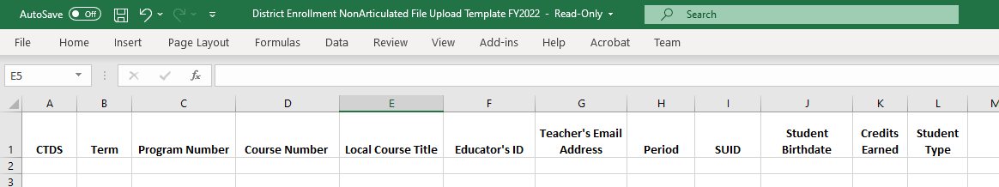 AutoSave Off District Enrollment NonArticulated File Upload Template FY2022 - Read-Only Search
File Home Insert Page Layout Formulas Data Review View Add-ins Help Acrobat Team
E5 fx
A B C D E F G H I J K L M
1 CTDS Term Program Number Course Number Local Course Title Educator's ID Teacher's Email Address Period SUID Student Birthdate Credits Earned Student Type
2
3